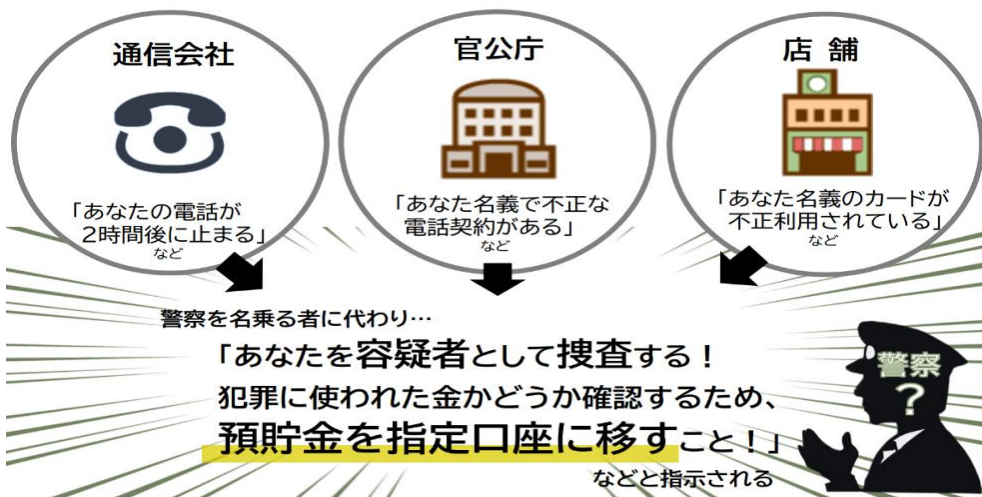 通信会社
「あなたの電話が
2時間後に止まる」
など
官公庁
「あなた名義で不正な
電話契約がある」
など
店 舗
「あなた名義のカードが
不正利用されている」
など
警察を名乗る者に代わり…
「あなたを容疑者として捜査する！
犯罪に使われた金かどうか確認するため、
預貯金を指定口座に移すこと！」
などと指示される
警察
？